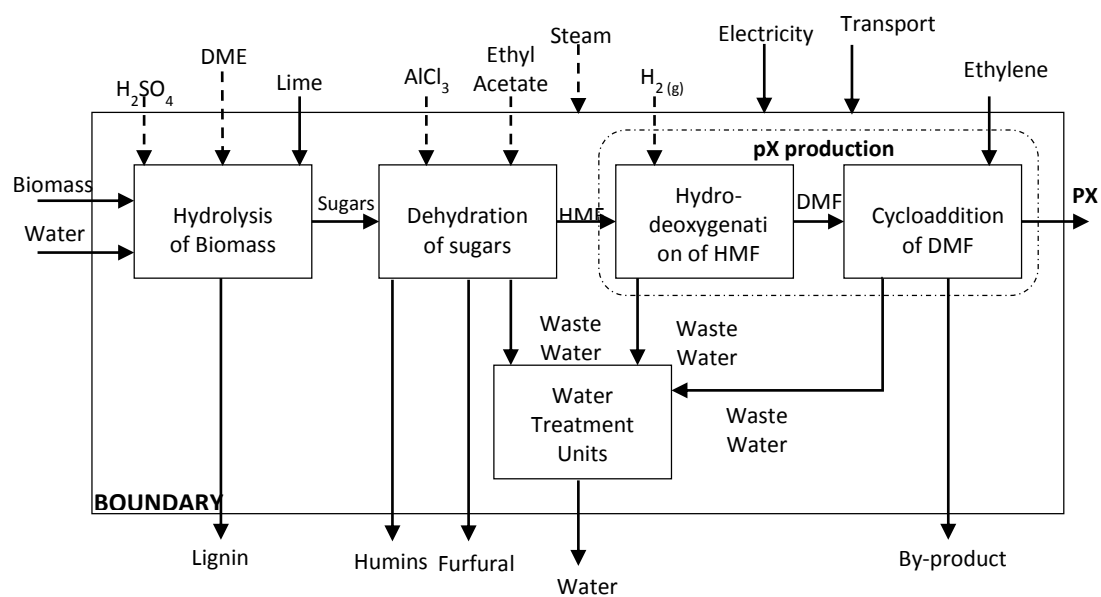 Steam
Electricity
Transport
DME
Ethyl
Acetate
H2SO4
Lime
AlCl3
H2 (g)
Ethylene
pX production
Biomass
Water
Hydrolysis
of Biomass
Sugars
Dehydration
of sugars
HMF
Hydro-
deoxygenati
on of HMF
DMF
Cycloaddition
of DMF
PX
Waste
Water
Waste
Water
Water
Treatment
Units
Waste
Water
BOUNDARY
Lignin
Humins
Furfural
Water
By-product